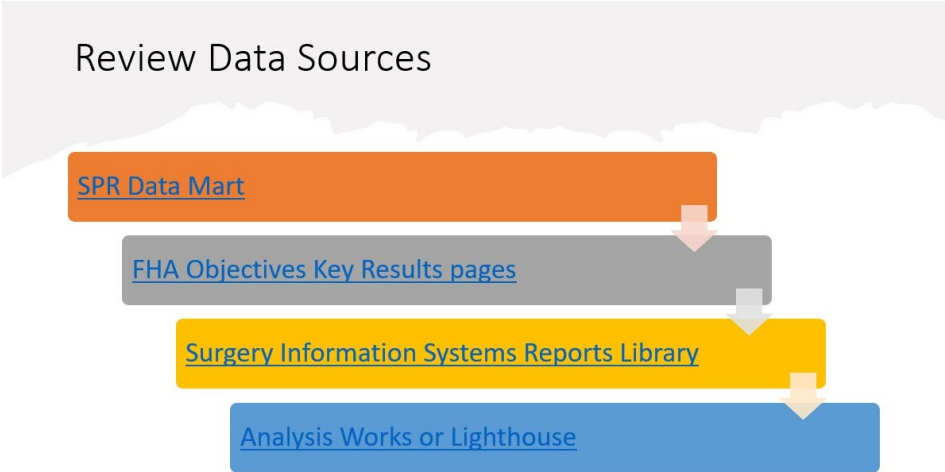 Review Data Sources
SPR Data Mart
FHA Objectives Key Results pages
Surgery Information Systems Reports Library
Analysis Works or Lighthouse